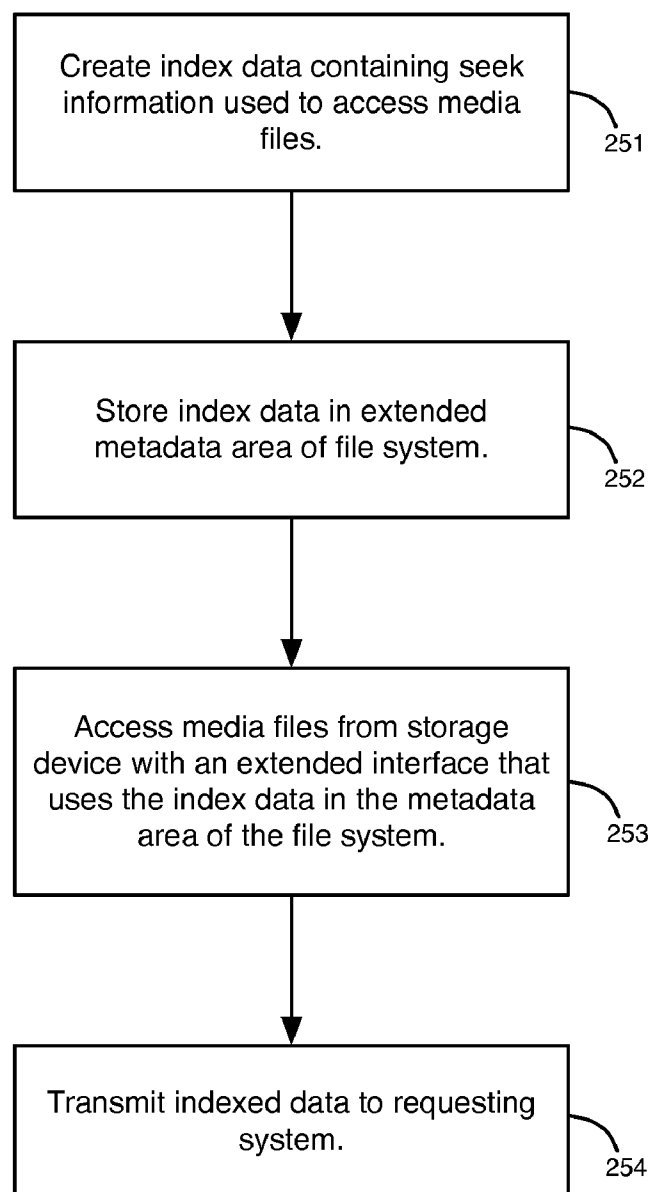 Create index data containing seek
information used to access media
files.
251
Store index data in extended
metadata area of file system.
252
Access media files from storage
device with an extended interface that
uses the index data in the metadata
area of the file system.
253
Transmit indexed data to requesting
system.
254